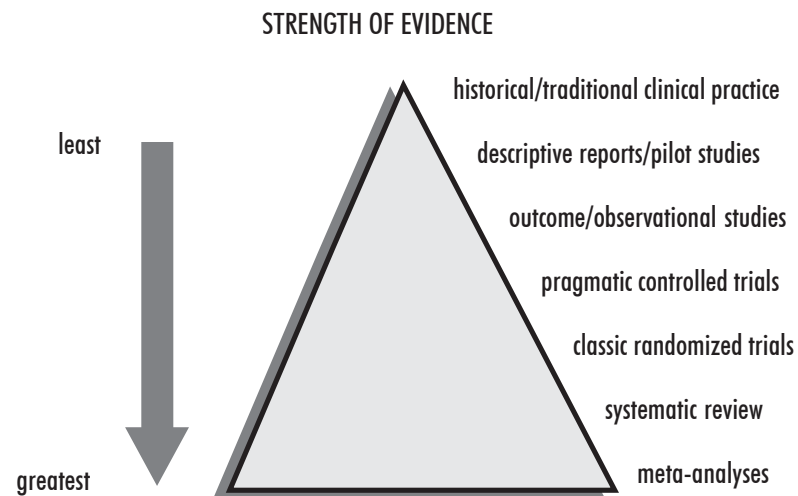 STRENGTH OF EVIDENCE
historical/traditional clinical practice
least
descriptive reports/pilot studies
outcome/observational studies
pragmatic controlled trials
classic randomized trials
systematic review
meta-analyses
greatest